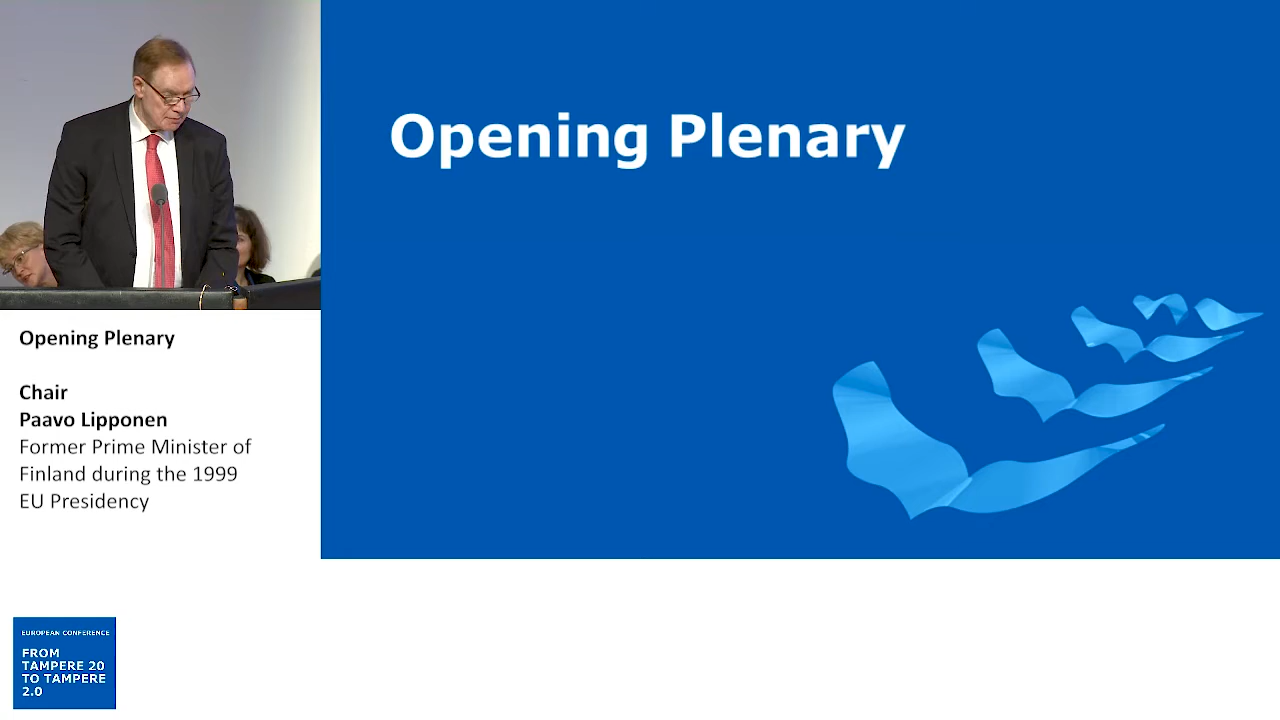 Opening Plenary
Opening Plenary
Chair
Paavo Lipponen
Former Prime Minister of
Finland during the 1999
EU Presidency
EUROPEAN CONFERENCE
FROM
TAMPERE 20
TO TAMPERE
2.0